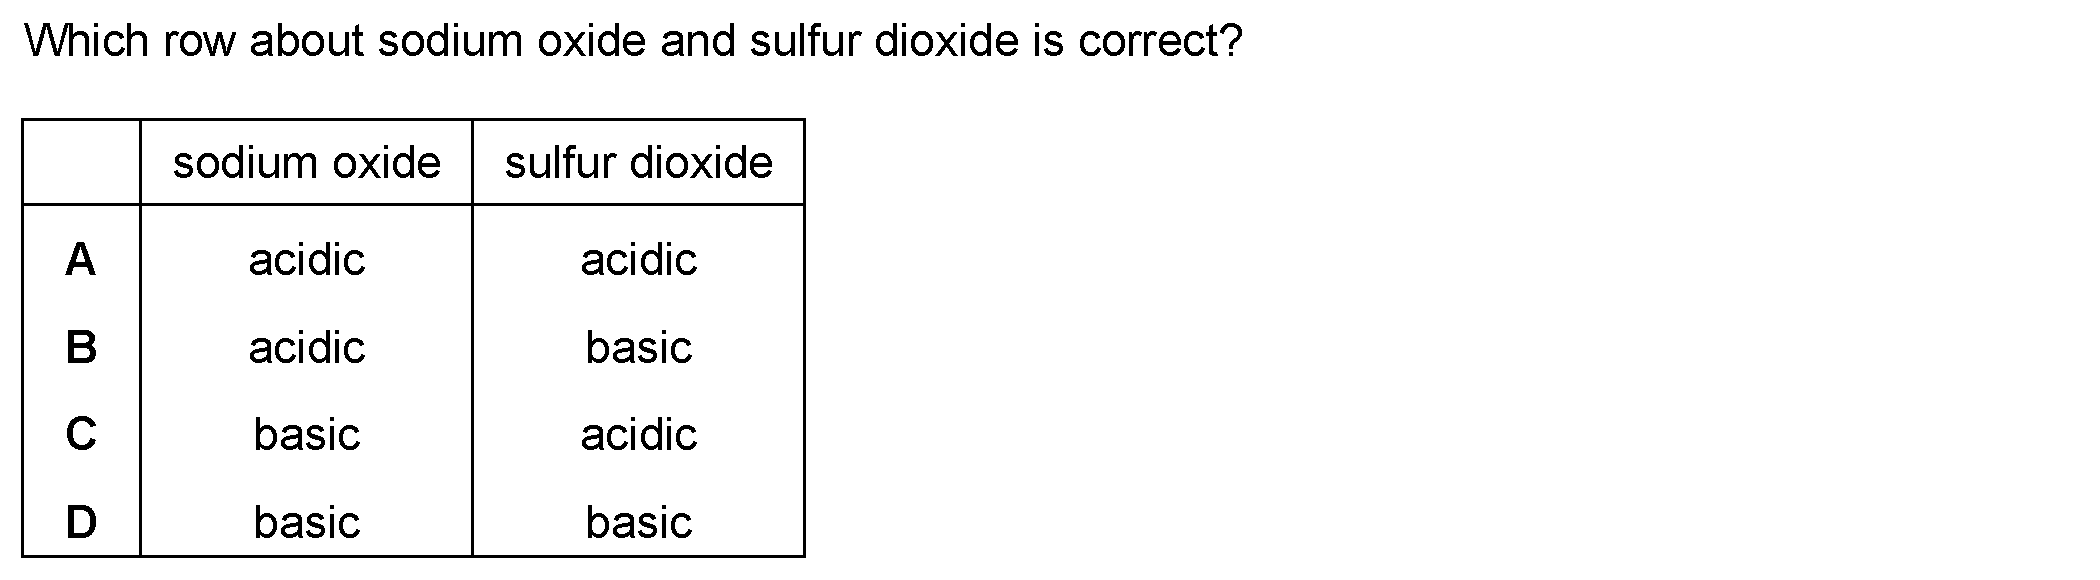 Which row about sodium oxide and sulfur dioxide is correct?
sodium oxide sulfur dioxide
A acidic acidic
B acidic basic
C basic acidic
D basic basic